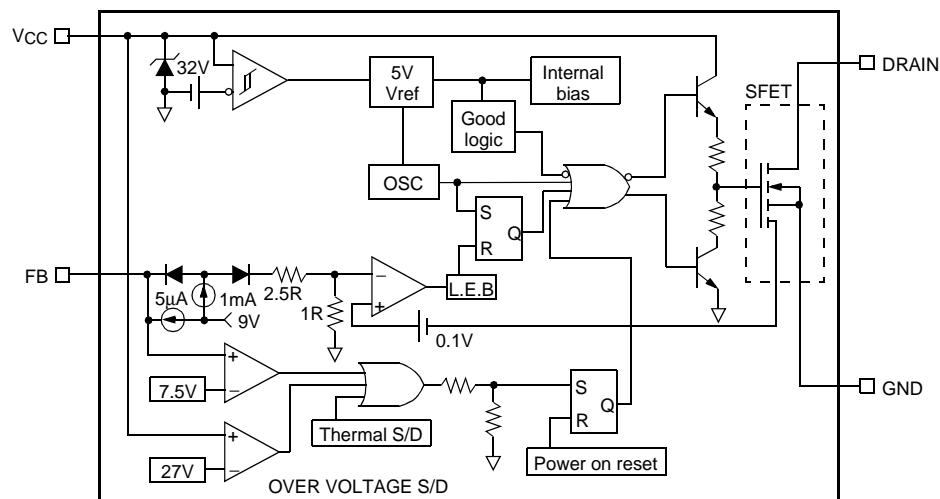 VCC
32V
5V
Vref
Internal
bias
Good
logic
OSC
SFET
DRAIN
S
R
Q
FB
5μA
1mA
9V
2.5R
1R
−
+
L.E.B
0.1V
+
−
7.5V
Thermal S/D
S
R
Q
GND
+
−
27V
Power on reset
OVER VOLTAGE S/D